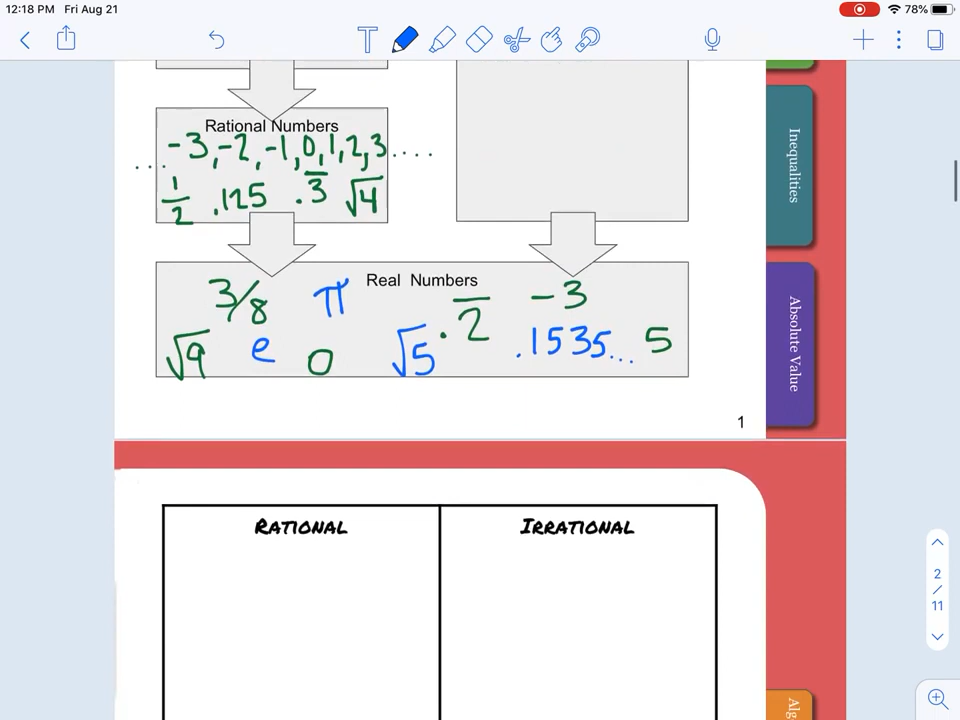 12:18 PM Fri Aug 21
78%
Rational Numbers
.... -3, -2, -1, 0, 1, 2, 3 ....
1/2 .125 .3̅ √4
Inequalities
Real Numbers
3/8 π .2̅ -3
√9 e 0 √5 .1535... 5
Absolute Value
1
RATIONAL IRRATIONAL
2
/
11
Alg